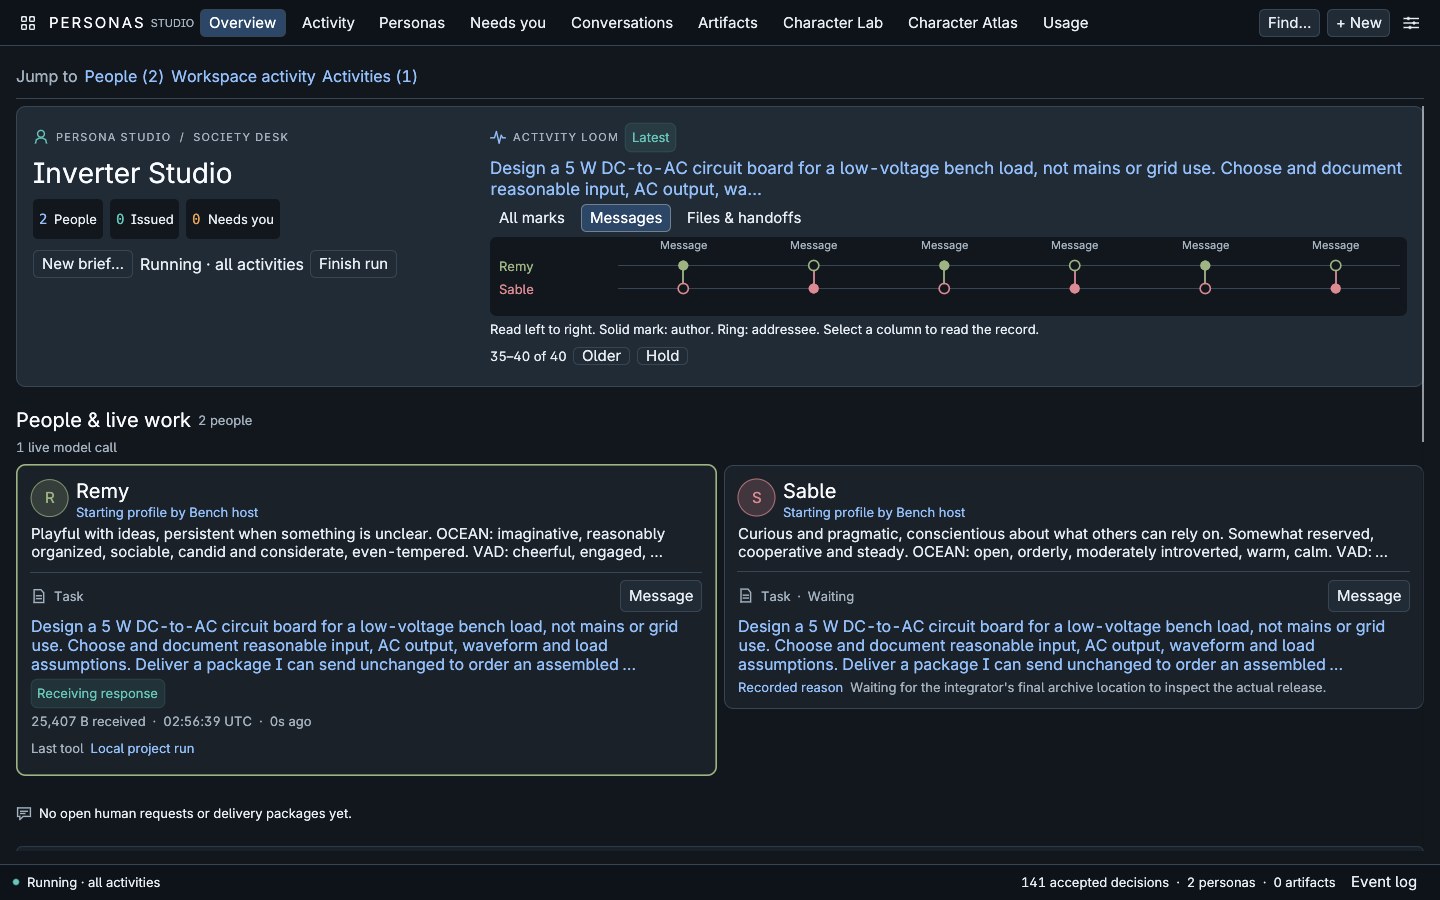 PERSONAS STUDIO Overview Activity Personas Needs you Conversations Artifacts Character Lab Character Atlas Usage Find... + New
Jump to People (2) Workspace activity Activities (1)
PERSONA STUDIO / SOCIETY DESK
Inverter Studio
2 People 0 Issued 0 Needs you
New brief... Running · all activities Finish run
ACTIVITY LOOM Latest
Design a 5 W DC-to-AC circuit board for a low-voltage bench load, not mains or grid use. Choose and document
reasonable input, AC output, wa...
All marks Messages Files & handoffs
Message Message Message Message Message Message
Remy
Sable
Read left to right. Solid mark: author. Ring: addressee. Select a column to read the record.
35–40 of 40 Older Hold
People & live work 2 people
1 live model call
R Remy
Starting profile by Bench host
Playful with ideas, persistent when something is unclear. OCEAN: imaginative, reasonably
organized, sociable, candid and considerate, even-tempered. VAD: cheerful, engaged, ...
Task Message
Design a 5 W DC-to-AC circuit board for a low-voltage bench load, not mains or grid
use. Choose and document reasonable input, AC output, waveform and load
assumptions. Deliver a package I can send unchanged to order an assembled ...
Receiving response
25,407 B received · 02:56:39 UTC · 0s ago
Last tool Local project run
S Sable
Starting profile by Bench host
Curious and pragmatic, conscientious about what others can rely on. Somewhat reserved,
cooperative and steady. OCEAN: open, orderly, moderately introverted, warm, calm. VAD: ...
Task · Waiting Message
Design a 5 W DC-to-AC circuit board for a low-voltage bench load, not mains or grid
use. Choose and document reasonable input, AC output, waveform and load
assumptions. Deliver a package I can send unchanged to order an assembled ...
Recorded reason Waiting for the integrator's final archive location to inspect the actual release.
No open human requests or delivery packages yet.
Running · all activities 141 accepted decisions · 2 personas · 0 artifacts Event log